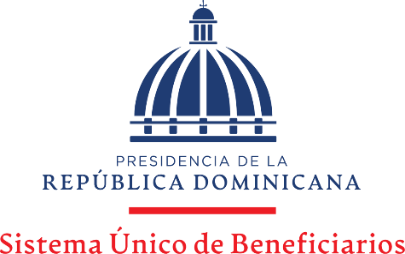 PRESIDENCIA DE LA
REPÚBLICA DOMINICANA
Sistema Único de Beneficiarios